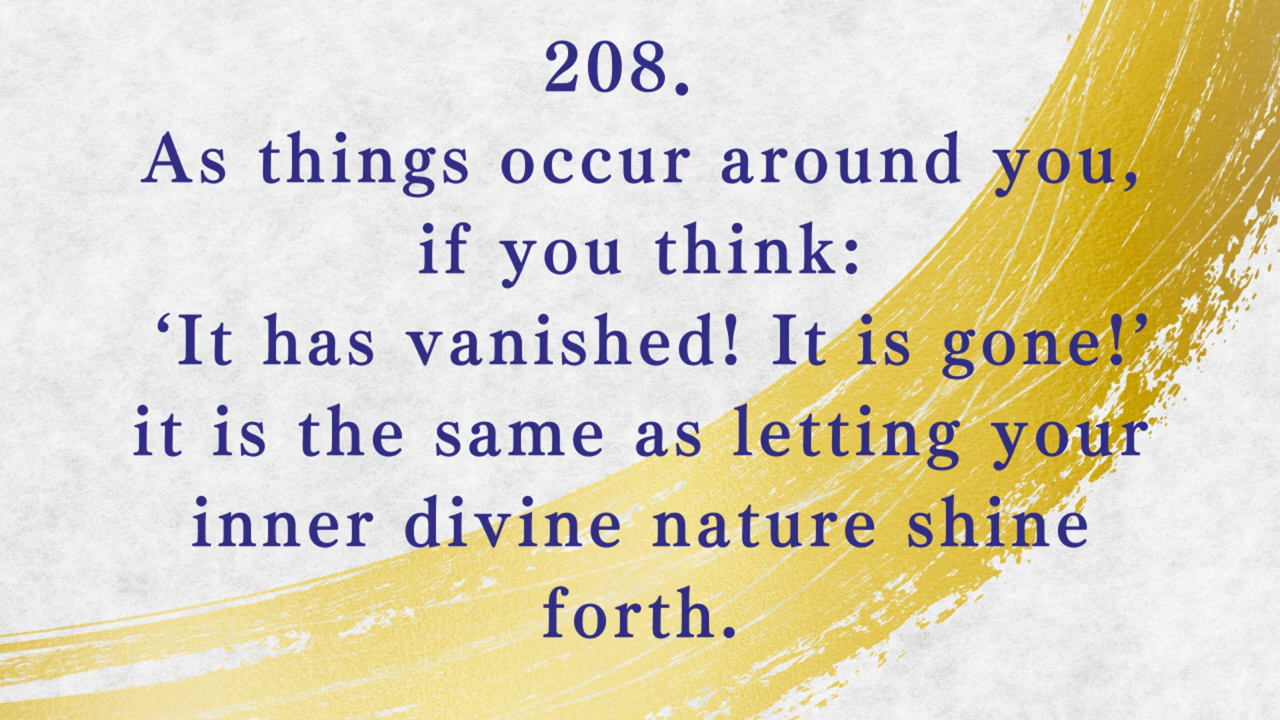 208.
As things occur around you,
if you think:
‘It has vanished! It is gone!’
it is the same as letting your
inner divine nature shine
forth.